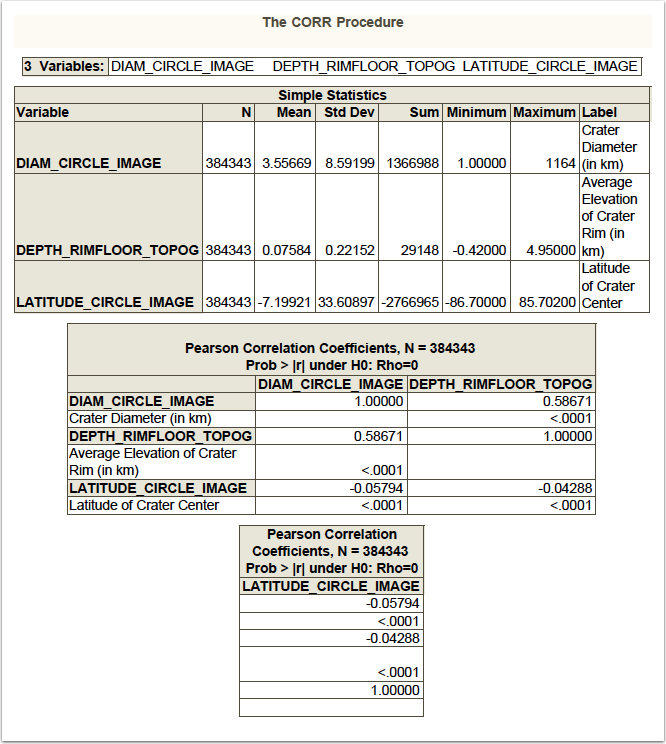 The CORR Procedure
3 Variables: DIAM_CIRCLE_IMAGE DEPTH_RIMFLOOR_TOPOG LATITUDE_CIRCLE_IMAGE
Simple Statistics
Variable N Mean Std Dev Sum Minimum Maximum Label
DIAM_CIRCLE_IMAGE 384343 3.55669 8.59199 1366988 1.00000 1164 Crater
Diameter
(in km)
DEPTH_RIMFLOOR_TOPOG 384343 0.07584 0.22152 29148 -0.42000 4.95000 Average
Elevation
of Crater
Rim (in
km)
LATITUDE_CIRCLE_IMAGE 384343 -7.19921 33.60897 -2766965 -86.70000 85.70200 Latitude
of Crater
Center
Pearson Correlation Coefficients, N = 384343
Prob > |r| under H0: Rho=0
DIAM_CIRCLE_IMAGE DEPTH_RIMFLOOR_TOPOG
DIAM_CIRCLE_IMAGE 1.00000 0.58671
Crater Diameter (in km) <.0001
DEPTH_RIMFLOOR_TOPOG 0.58671 1.00000
Average Elevation of Crater
Rim (in km) <.0001
LATITUDE_CIRCLE_IMAGE -0.05794 -0.04288
Latitude of Crater Center <.0001 <.0001
Pearson Correlation
Coefficients, N = 384343
Prob > |r| under H0: Rho=0
LATITUDE_CIRCLE_IMAGE
-0.05794
<.0001
-0.04288
<.0001
1.00000